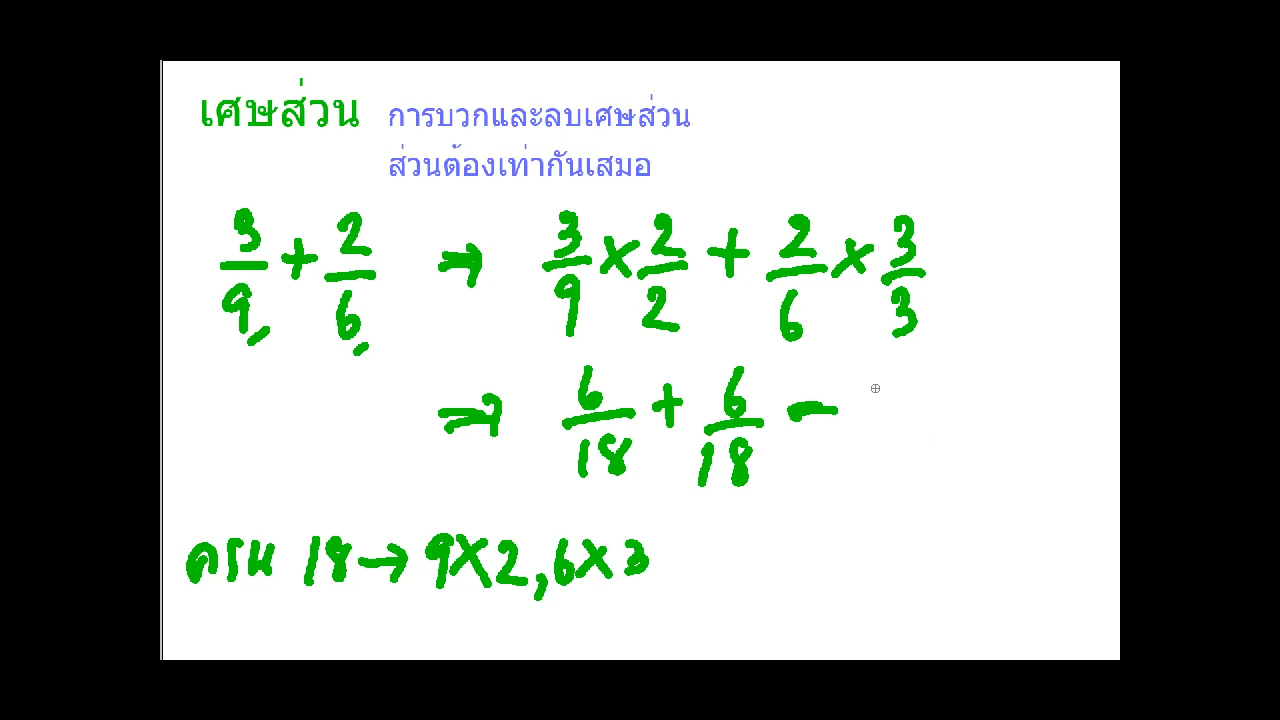 เศษส่วน การบวกและลบเศษส่วน
ส่วนต้องเท่ากันเสมอ
3/9 + 2/6 ⇒ 3/9 × 2/2 + 2/6 × 3/3
⇒ 6/18 + 6/18 =
ครน 18 → 9×2, 6×3